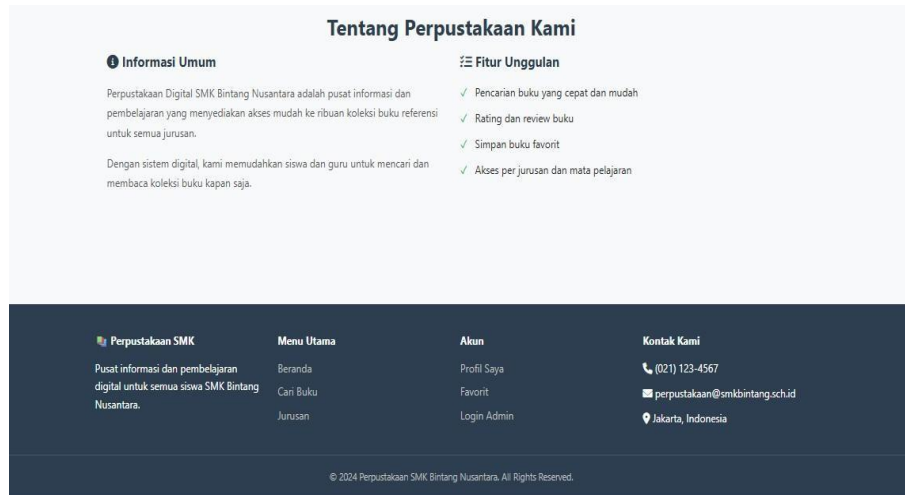 Tentang Perpustakaan Kami
Informasi Umum
Perpustakaan Digital SMK Bintang Nusantara adalah pusat informasi dan
pembelajaran yang menyediakan akses mudah ke ribuan koleksi buku referensi
untuk semua jurusan.
Dengan sistem digital, kami memudahkan siswa dan guru untuk mencari dan
membaca koleksi buku kapan saja.
Fitur Unggulan
✓ Pencarian buku yang cepat dan mudah
✓ Rating dan review buku
✓ Simpan buku favorit
✓ Akses per jurusan dan mata pelajaran
Perpustakaan SMK
Pusat informasi dan pembelajaran
digital untuk semua siswa SMK Bintang
Nusantara.
Menu Utama
Beranda
Cari Buku
Jurusan
Akun
Profil Saya
Favorit
Login Admin
Kontak Kami
(021) 123-4567
perpustakaan@smkbintang.sch.id
Jakarta, Indonesia
© 2024 Perpustakaan SMK Bintang Nusantara. All Rights Reserved.